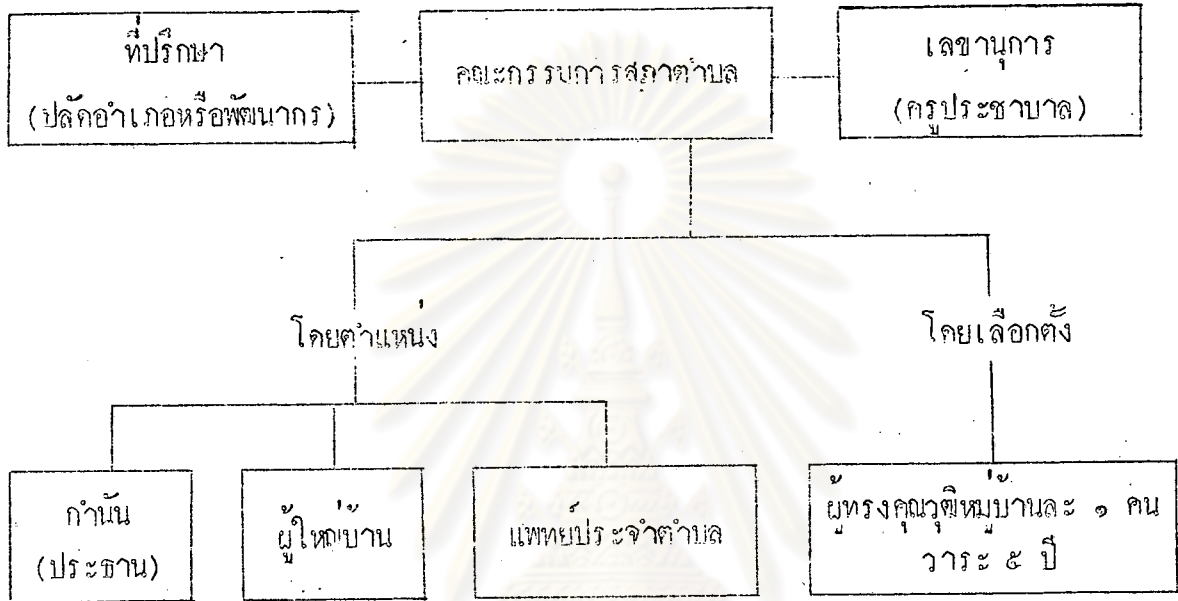 ที่ปรึกษา
(ปลัดอำเภอหรือพัฒนากร)
คณะกรรมการสภาตำบล
เลขานุการ
(ครูประชาบาล)
โดยตำแหน่ง
โดยเลือกตั้ง
กำนัน
(ประธาน)
ผู้ใหญ่บ้าน
แพทย์ประจำตำบล
ผู้ทรงคุณวุฒิหมู่บ้านละ ๑ คน
วาระ ๕ ปี